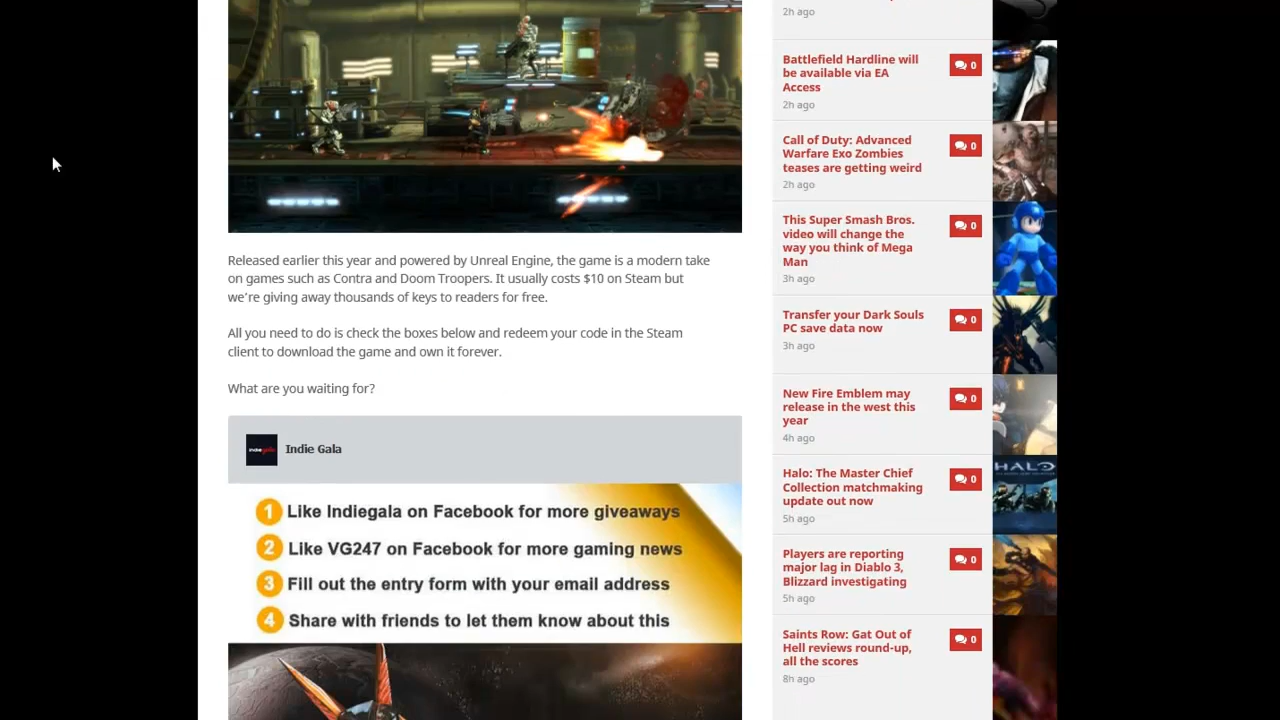 2h ago
Battlefield Hardline will
be available via EA
Access
0
2h ago
Call of Duty: Advanced
Warfare Exo Zombies
teases are getting weird
0
2h ago
This Super Smash Bros.
video will change the
way you think of Mega
Man
0
3h ago
Transfer your Dark Souls
PC save data now
0
3h ago
New Fire Emblem may
release in the west this
year
0
4h ago
Halo: The Master Chief
Collection matchmaking
update out now
0
5h ago
HALO
Players are reporting
major lag in Diablo 3,
Blizzard investigating
0
5h ago
Saints Row: Gat Out of
Hell reviews round-up,
all the scores
0
8h ago
Released earlier this year and powered by Unreal Engine, the game is a modern take
on games such as Contra and Doom Troopers. It usually costs $10 on Steam but
we're giving away thousands of keys to readers for free.
All you need to do is check the boxes below and redeem your code in the Steam
client to download the game and own it forever.
What are you waiting for?
indiegala
Indie Gala
1 Like Indiegala on Facebook for more giveaways
2 Like VG247 on Facebook for more gaming news
3 Fill out the entry form with your email address
4 Share with friends to let them know about this